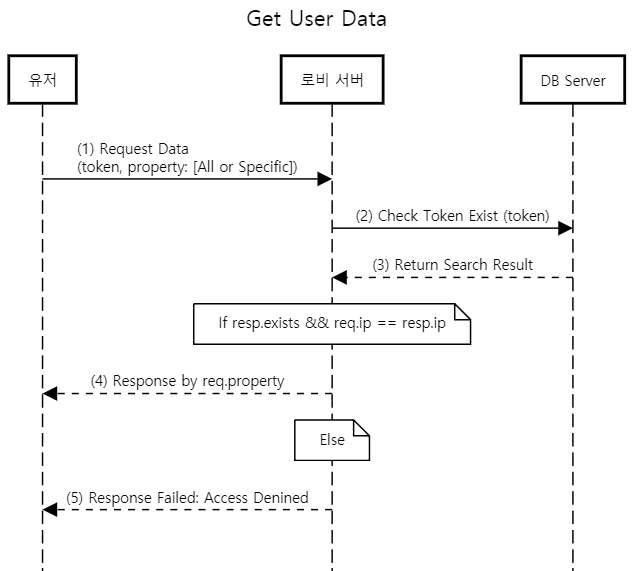 Get User Data
유저
로비 서버
DB Server
(1) Request Data
(token, property: [All or Specific])
(2) Check Token Exist (token)
(3) Return Search Result
If resp.exists && req.ip == resp.ip
(4) Response by req.property
Else
(5) Response Failed: Access Denined